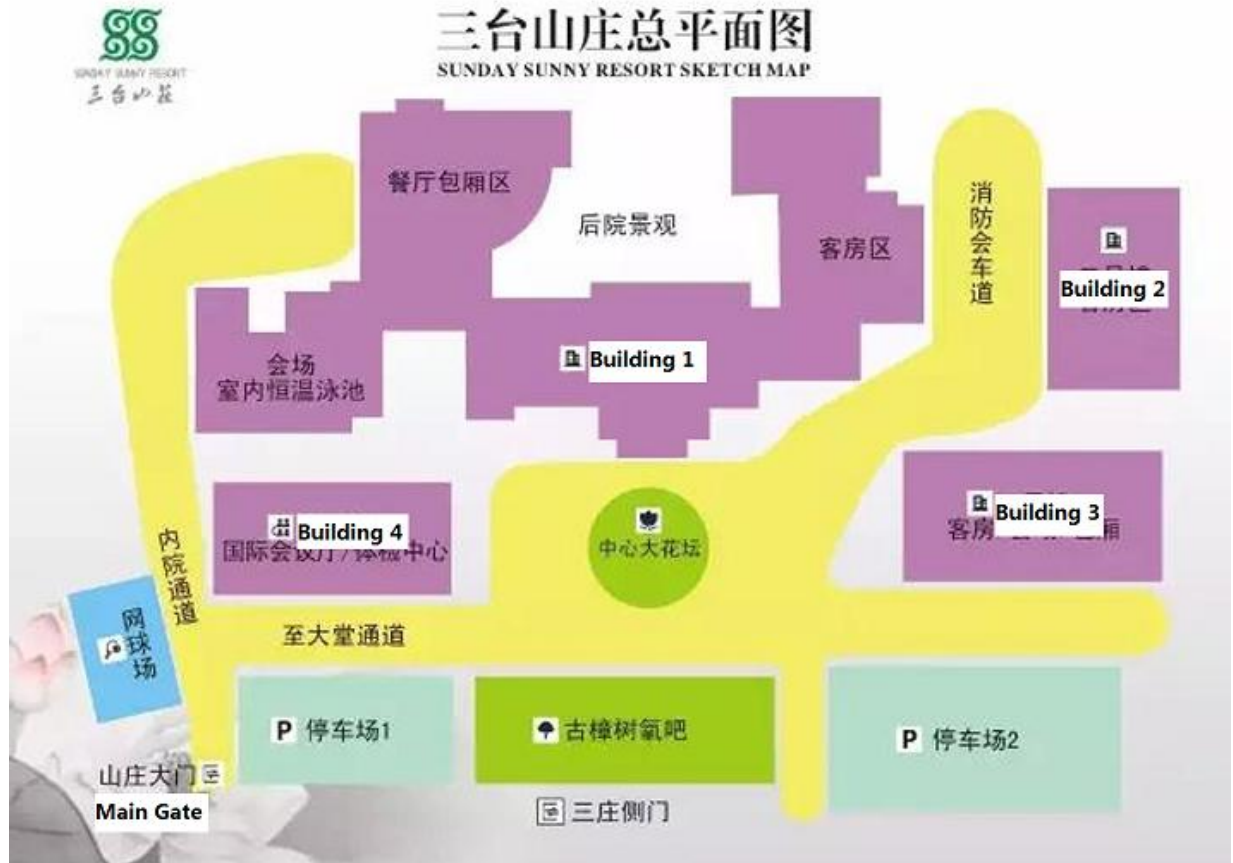 三台山庄总平面图
SUNDAY SUNNY RESORT SKETCH MAP
SUNDAY SUNNY RESORT
三台山庄
餐厅包厢区
后院景观
客房区
消防会车道
Building 2
会场
室内恒温泳池
Building 1
Building 4
国际会议厅/体检中心
中心大花坛
Building 3
客房
内院通道
网球场
至大堂通道
P 停车场1
古樟树氧吧
P 停车场2
山庄大门
Main Gate
三庄侧门